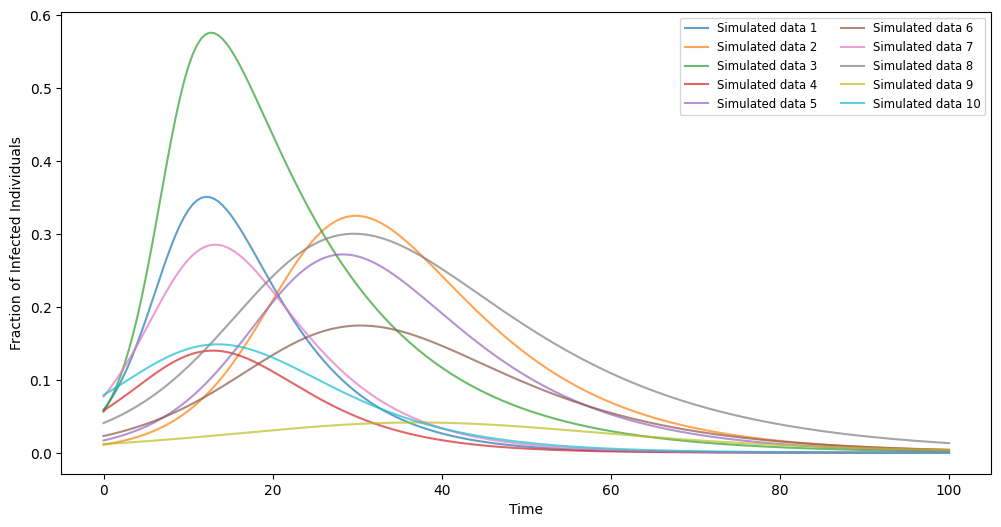 0.6
0.5
0.4
0.3
0.2
0.1
0.0
Fraction of Infected Individuals
0
20
40
60
80
100
Time
Simulated data 1
Simulated data 2
Simulated data 3
Simulated data 4
Simulated data 5
Simulated data 6
Simulated data 7
Simulated data 8
Simulated data 9
Simulated data 10